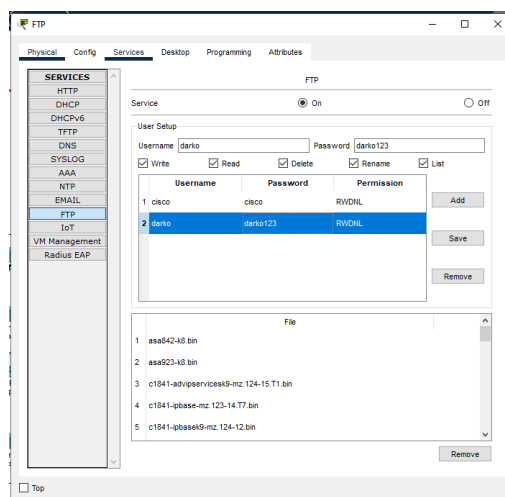 FTP
Physical Config Services Desktop Programming Attributes
SERVICES
HTTP
DHCP
DHCPv6
TFTP
DNS
SYSLOG
AAA
NTP
EMAIL
FTP
IoT
VM Management
Radius EAP
FTP
Service On Off
User Setup
Username darko Password darko123
Write Read Delete Rename List
Username Password Permission
1 cisco cisco RWDNL
2 darko darko123 RWDNL
Add
Save
Remove
File
1 asa842-k8.bin
2 asa923-k8.bin
3 c1841-advipservicesk9-mz.124-15.T1.bin
4 c1841-ipbase-mz.123-14.T7.bin
5 c1841-ipbasek9-mz.124-12.bin
Remove
Top